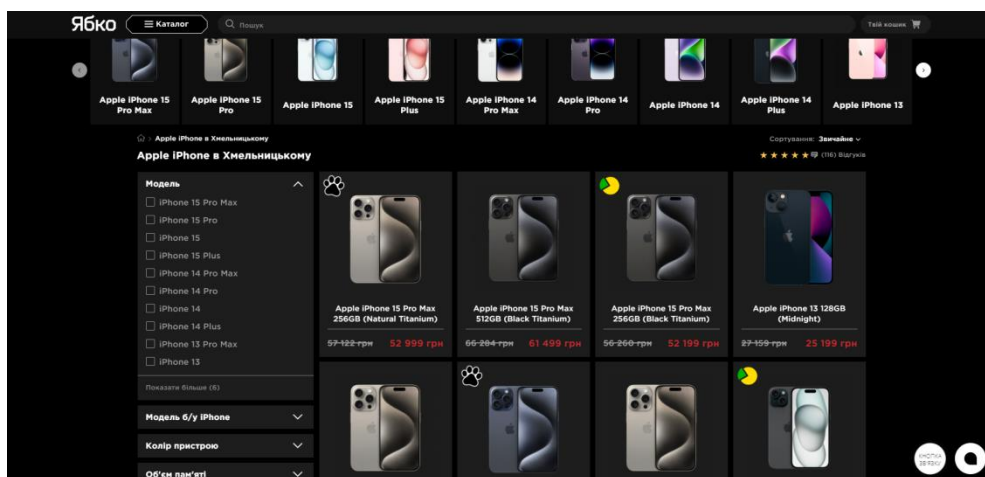 Ябко
Каталог
Пошук
Твій кошик
Apple iPhone 15
Pro Max
Apple iPhone 15
Pro
Apple iPhone 15
Apple iPhone 15
Plus
Apple iPhone 14
Pro Max
Apple iPhone 14
Pro
Apple iPhone 14
Apple iPhone 14
Plus
Apple iPhone 13
Apple iPhone в Хмельницькому
Сортування: Звичайне
Apple iPhone в Хмельницькому
(116) Відгуків
Модель
iPhone 15 Pro Max
iPhone 15 Pro
iPhone 15
iPhone 15 Plus
iPhone 14 Pro Max
iPhone 14 Pro
iPhone 14
iPhone 14 Plus
iPhone 13 Pro Max
iPhone 13
Показати більше (6)
Модель б/у iPhone
Колір пристрою
Об'єм пам'яті
Apple iPhone 15 Pro Max
256GB (Natural Titanium)
57 122 грн 52 999 грн
Apple iPhone 15 Pro Max
512GB (Black Titanium)
66 284 грн 61 499 грн
Apple iPhone 15 Pro Max
256GB (Black Titanium)
56 260 грн 52 199 грн
Apple iPhone 13 128GB
(Midnight)
27 159 грн 25 199 грн
КНОПКА
ЗВ'ЯЗКУ